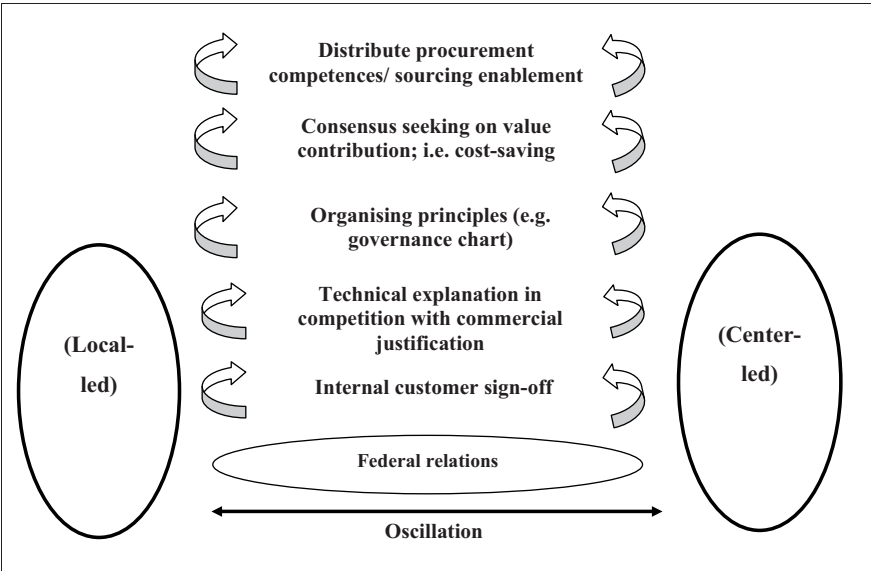 Distribute procurement
competences/ sourcing enablement
Consensus seeking on value
contribution; i.e. cost-saving
Organising principles (e.g.
governance chart)
Technical explanation in
competition with commercial
justification
Internal customer sign-off
(Local-
led)
(Center-
led)
Federal relations
Oscillation